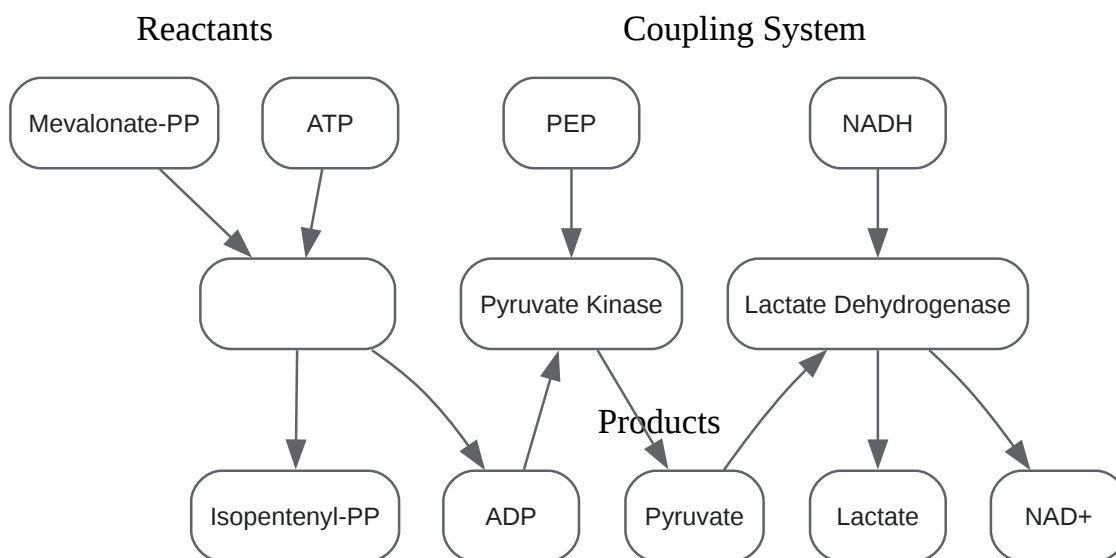 Reactants
Coupling System
Mevalonate-PP
ATP
PEP
NADH
Pyruvate Kinase
Lactate Dehydrogenase
Products
Isopentenyl-PP
ADP
Pyruvate
Lactate
NAD+